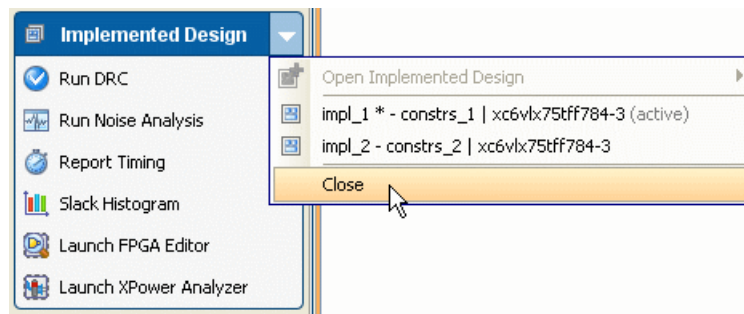 Implemented Design
Run DRC
Run Noise Analysis
Report Timing
Slack Histogram
Launch FPGA Editor
Launch XPower Analyzer
Open Implemented Design
impl_1 * - constrs_1 | xc6vlx75tff784-3 (active)
impl_2 - constrs_2 | xc6vlx75tff784-3
Close